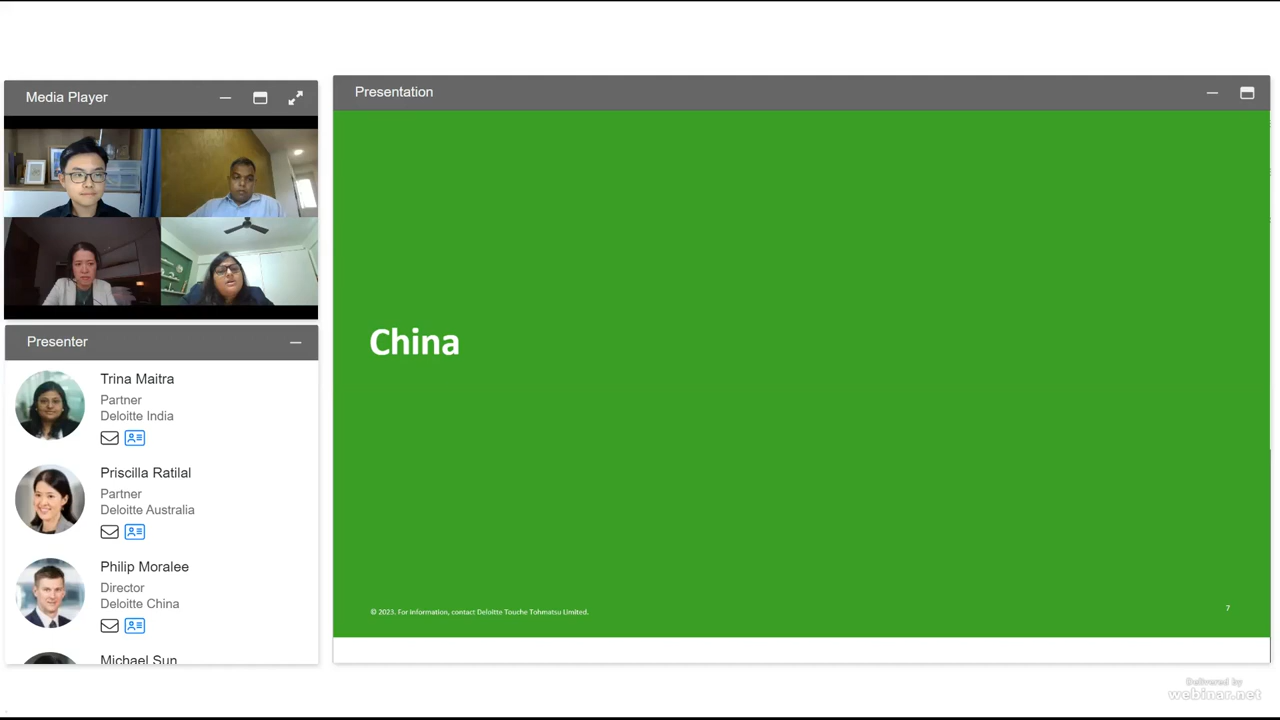 Media Player
Presentation
China
© 2023. For information, contact Deloitte Touche Tohmatsu Limited.
7
Presenter
Trina Maitra
Partner
Deloitte India
Priscilla Ratilal
Partner
Deloitte Australia
Philip Moralee
Director
Deloitte China
Michael Sun
Delivered by
webinar.net